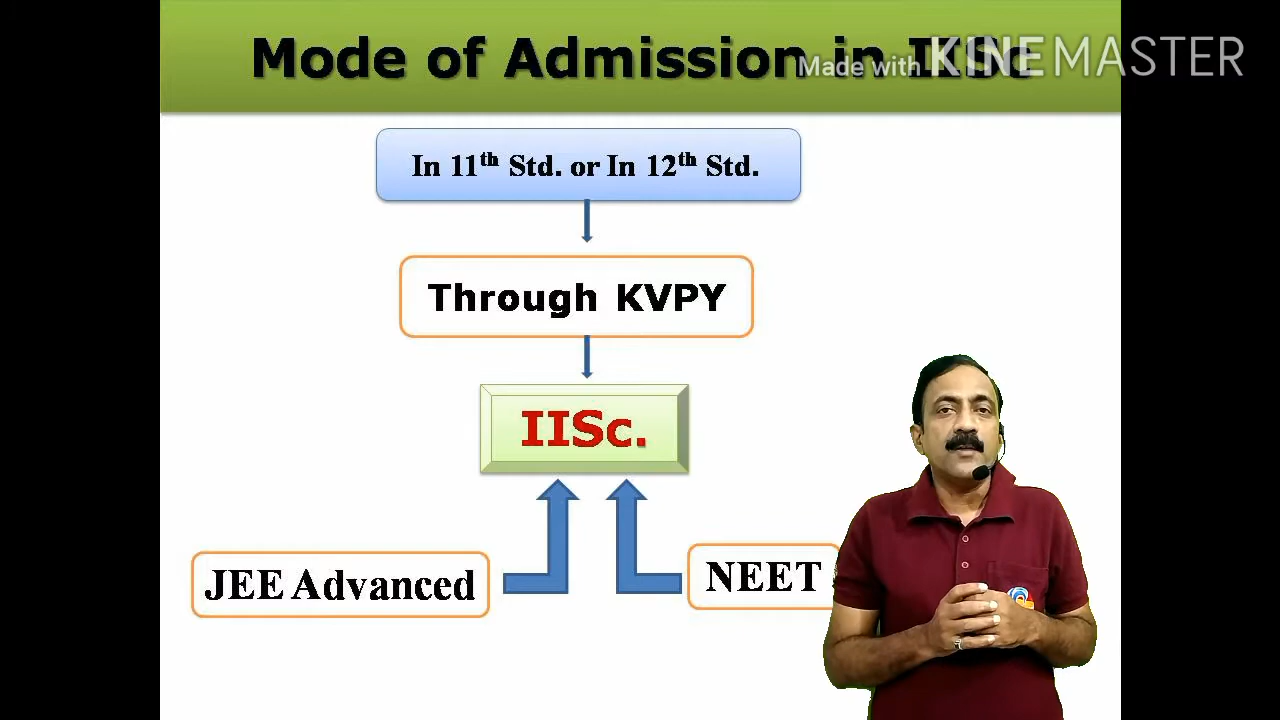 Mode of Admission in IISc
Made with KINEMASTER
In 11th Std. or In 12th Std.
Through KVPY
IISc.
JEE Advanced
NEET